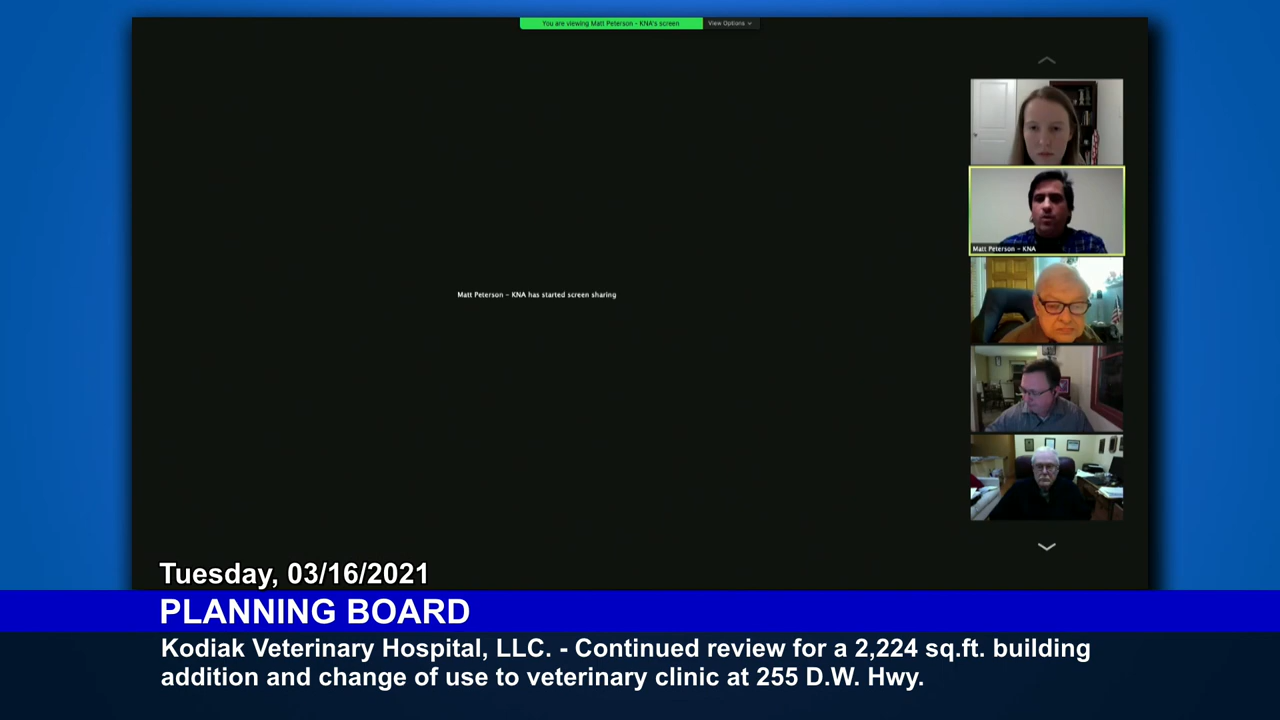 You are viewing Matt Peterson - KNA's screen View Options
Matt Peterson - KNA
Matt Peterson - KNA has started screen sharing
Tuesday, 03/16/2021
PLANNING BOARD
Kodiak Veterinary Hospital, LLC. - Continued review for a 2,224 sq.ft. building
addition and change of use to veterinary clinic at 255 D.W. Hwy.